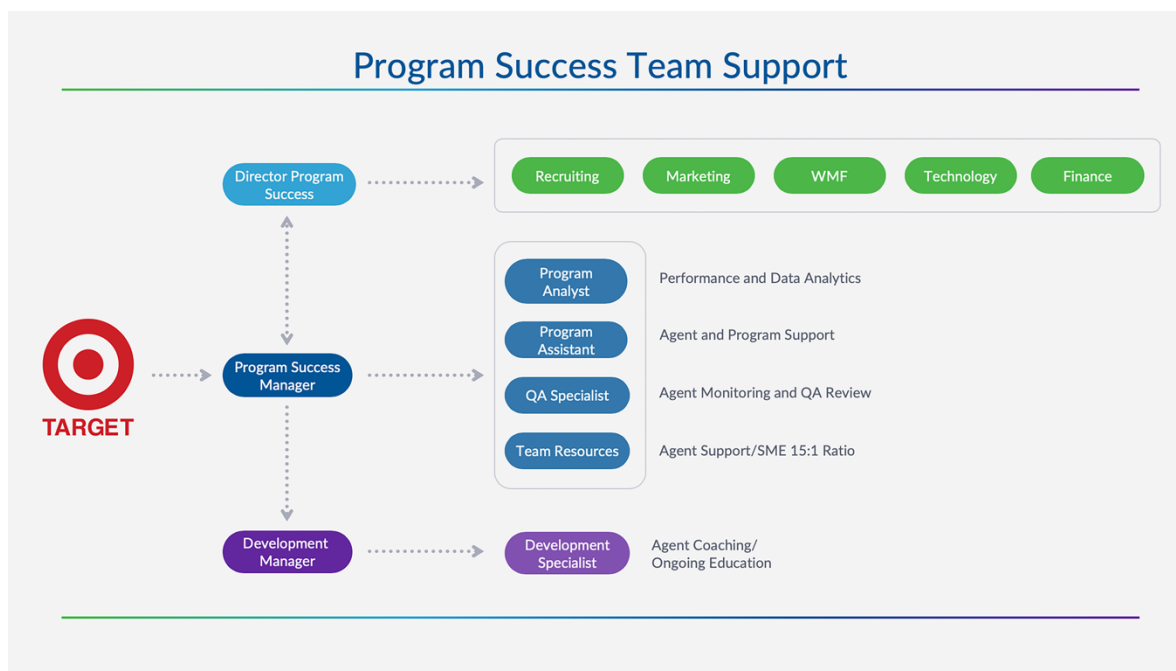 Program Success Team Support
Director Program
Success
Recruiting
Marketing
WMF
Technology
Finance
Program
Analyst
Performance and Data Analytics
Program
Assistant
Agent and Program Support
TARGET
Program Success
Manager
QA Specialist
Agent Monitoring and QA Review
Team Resources
Agent Support/SME 15:1 Ratio
Development
Manager
Development
Specialist
Agent Coaching/
Ongoing Education